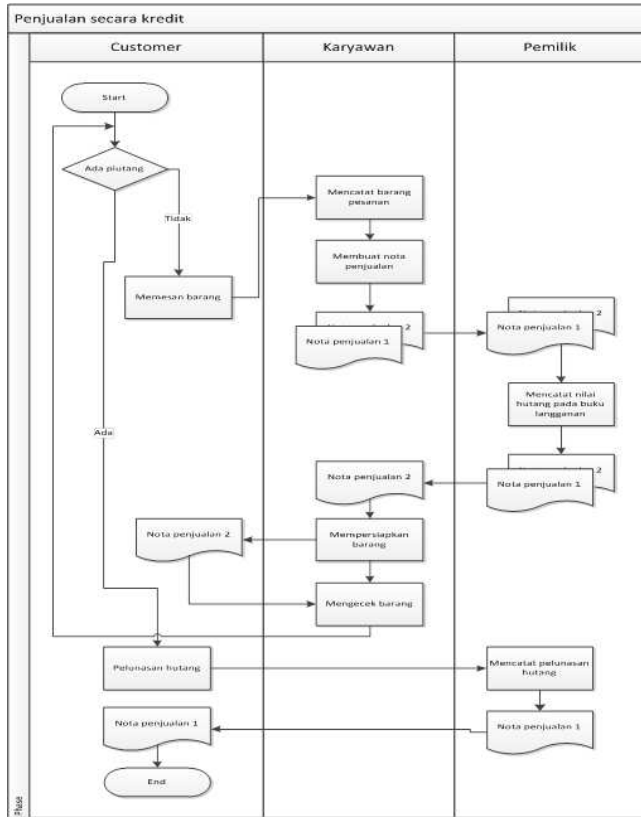 Penjualan secara kredit
Customer
Karyawan
Pemilik
Start
Ada piutang
Tidak
Memesan barang
Mencatat barang
pesanan
Membuat nota
penjualan
2
Nota penjualan 1
2
Nota penjualan 1
Mencatat nilai
hutang pada buku
langganan
2
Nota penjualan 1
Ada
Nota penjualan 2
Mempersiapkan
barang
Nota penjualan 2
Mengecek barang
Pelunasan hutang
Mencatat pelunasan
hutang
Nota penjualan 1
Nota penjualan 1
End
Phase